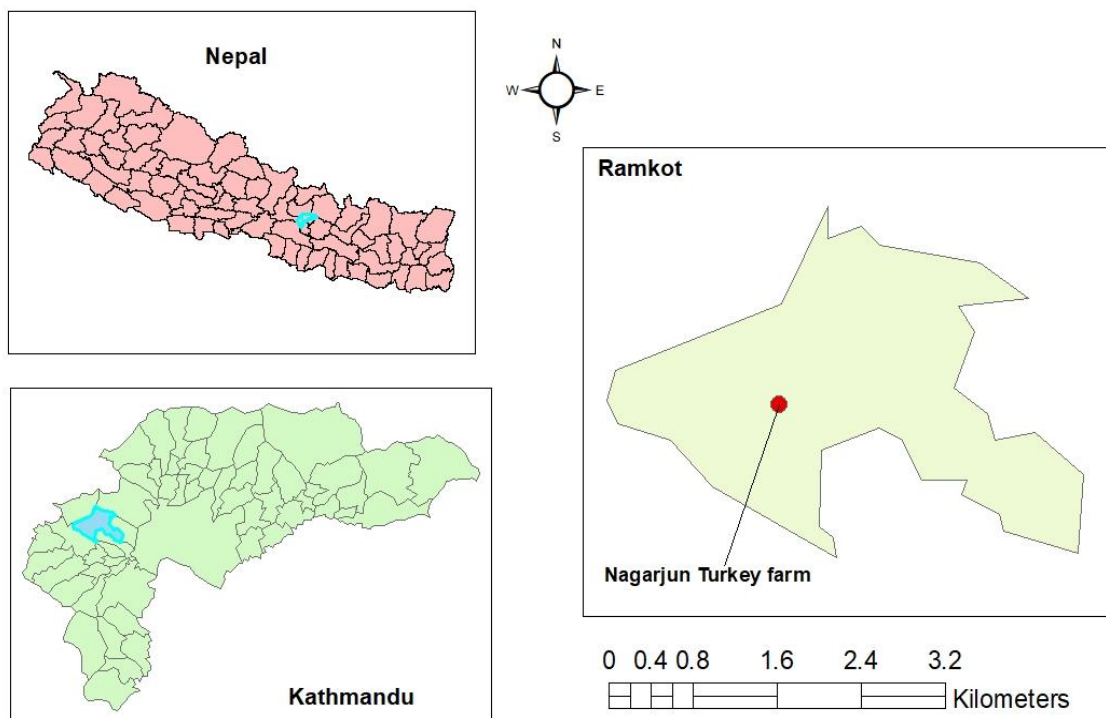 Nepal
N
W E
S
Ramkot
Nagarjun Turkey farm
Kathmandu
0 0.4 0.8 1.6 2.4 3.2
Kilometers